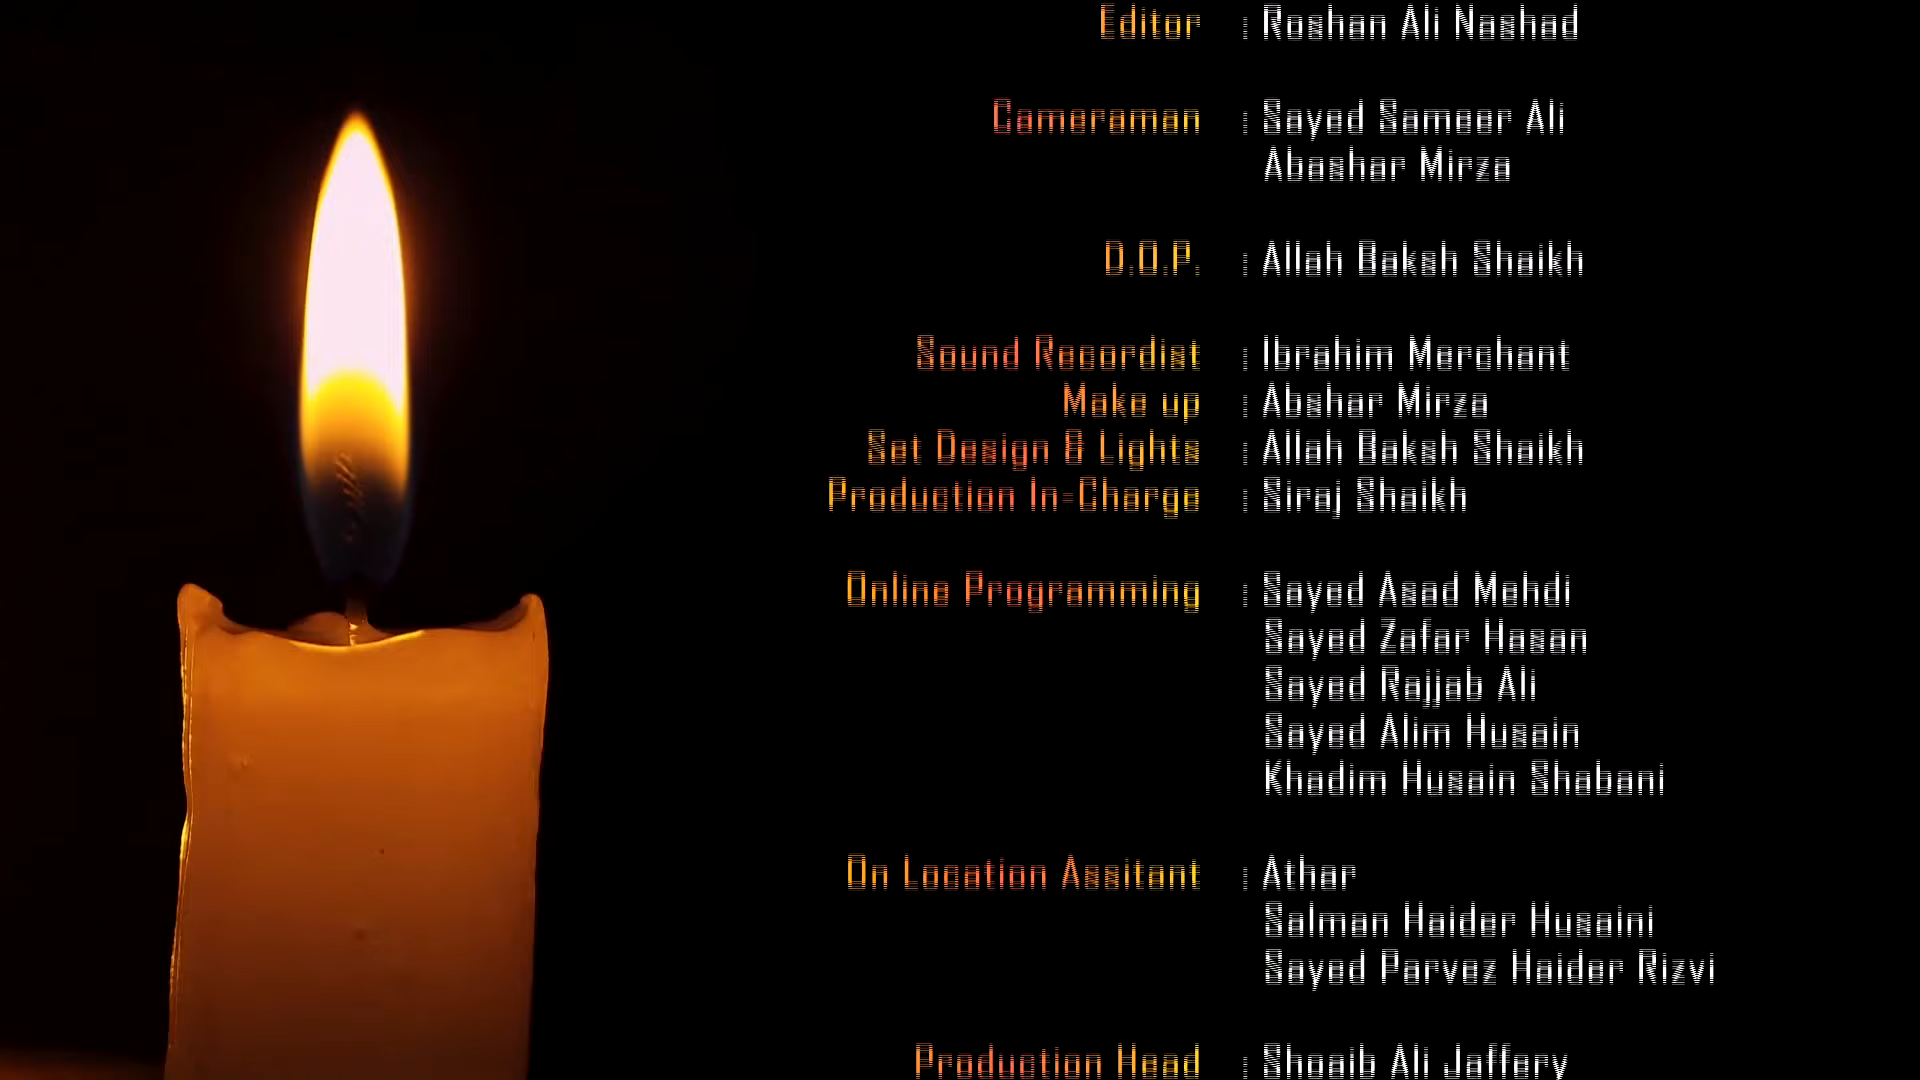 Editor : Roshan Ali Nashad
Cameraman : Sayed Sameer Ali
Abashar Mirza
D.O.P. : Allah Baksh Shaikh
Sound Recordist : Ibrahim Merchant
Make up : Abshar Mirza
Set Design & Lights : Allah Baksh Shaikh
Production In=Charge : Siraj Shaikh
Online Programming : Sayed Asad Mehdi
Sayed Zafar Hasan
Sayed Rajjab Ali
Sayed Alim Husain
Khadim Husain Shabani
On Location Assitant : Athar
Salman Haider Husaini
Sayed Parvez Haider Rizvi
Production Head : Shoaib Ali Jaffery